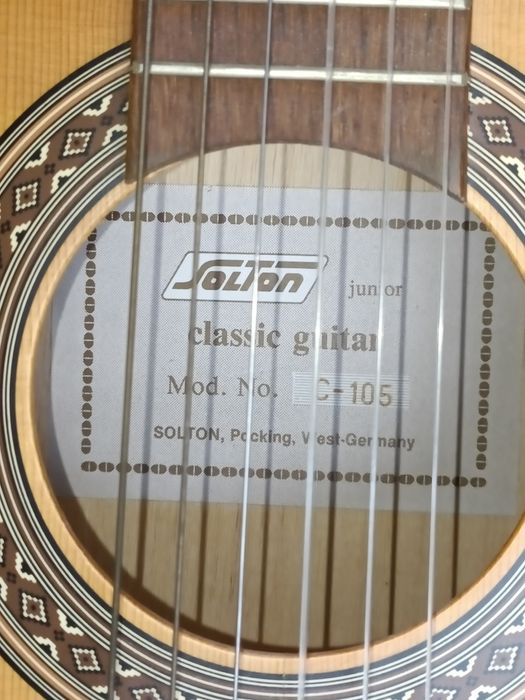 SOLTON junior
classic guitar
Mod. No. C-105
SOLTON, Pocking, West-Germany